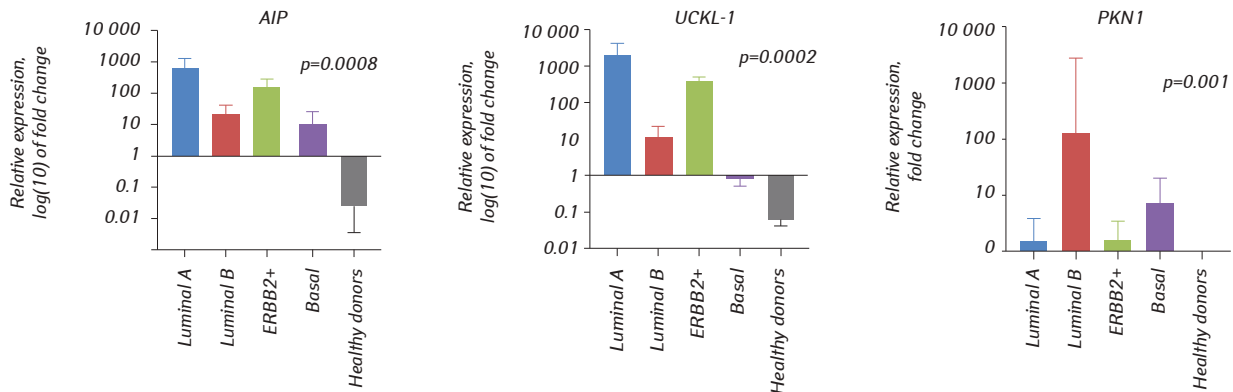 AIP
Relative expression,
log(10) of fold change
10 000
1000
100
10
1
0.1
0.01
p=0.0008
Luminal A
Luminal B
ERBB2+
Basal
Healthy donors
UCKL-1
Relative expression,
log(10) of fold change
10 000
1000
100
10
1
0.1
0.01
p=0.0002
Luminal A
Luminal B
ERBB2+
Basal
Healthy donors
PKN1
Relative expression,
fold change
10 000
1000
100
10
0
p=0.001
Luminal A
Luminal B
ERBB2+
Basal
Healthy donors